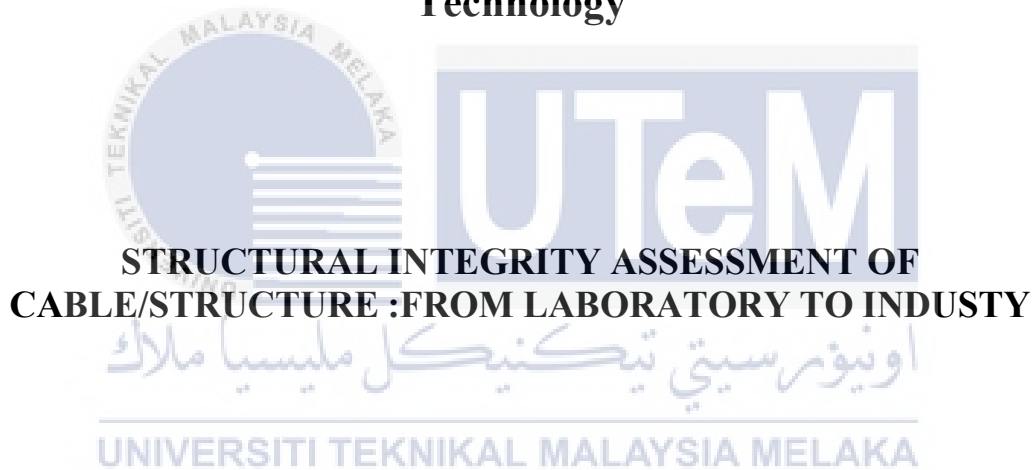 Technology
TEKNIKAL MALAYSIA MELAKA
UTeM
STRUCTURAL INTEGRITY ASSESSMENT OF
CABLE/STRUCTURE :FROM LABORATORY TO INDUSTY
اونيۏرسيتي تيكنيكل مليسيا ملاك
UNIVERSITI TEKNIKAL MALAYSIA MELAKA